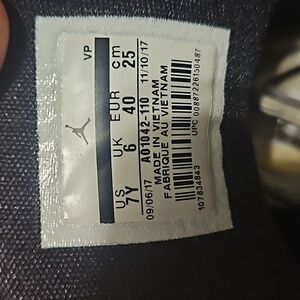 US UK EUR cm VP
7Y 6 40 25
09/06/17 11/10/17
AO1042-110
MADE IN VIETNAM
FABRIQUE AU VIETNAM
UPC 00887226150487
107834843